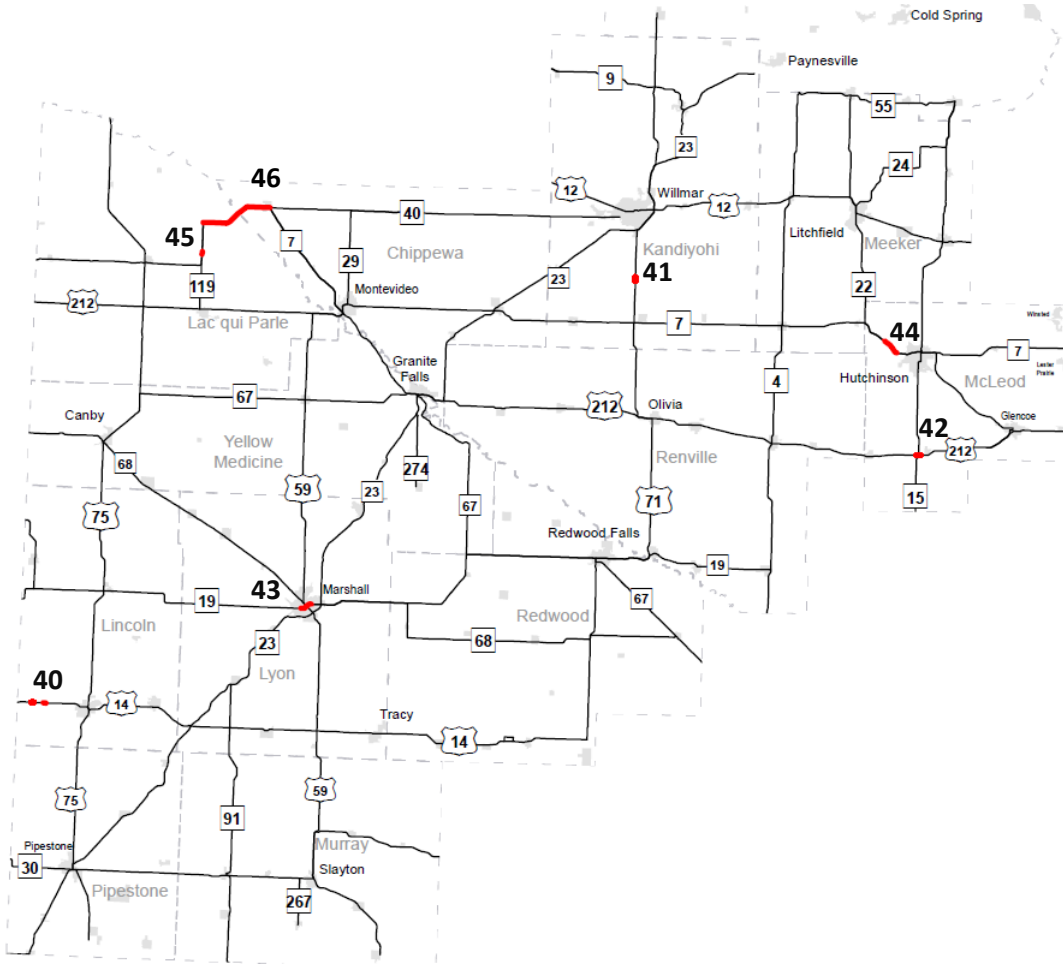 Cold Spring
Paynesville
9
55
23
24
46
12
Willmar
12
40
Litchfield
Meeker
45
7
Chippewa
Kandiyohi
29
23
41
119
Montevideo
22
212
Lac qui Parle
7
44
Winsted
7
Granite
Falls
Lester
Prairie
Hutchinson
McLeod
4
67
212
Olivia
Canby
Glencoe
42
Yellow
Medicine
212
68
274
Renville
59
23
15
75
67
71
Redwood Falls
19
43
Marshall
19
67
Lincoln
Redwood
23
68
Lyon
40
14
Tracy
14
75
59
91
Pipestone
Murray
30
Slayton
Pipestone
267